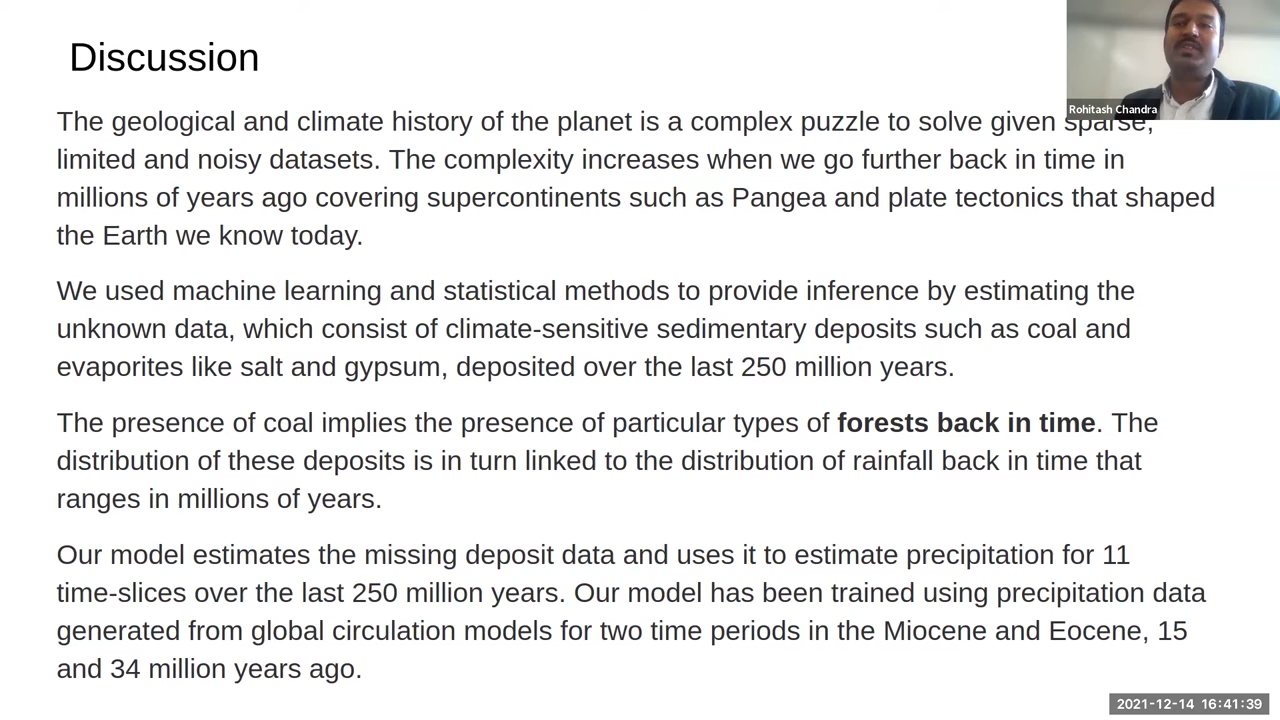 Discussion
Rohitash Chandra
The geological and climate history of the planet is a complex puzzle to solve given sparse,
limited and noisy datasets. The complexity increases when we go further back in time in
millions of years ago covering supercontinents such as Pangea and plate tectonics that shaped
the Earth we know today.
We used machine learning and statistical methods to provide inference by estimating the
unknown data, which consist of climate-sensitive sedimentary deposits such as coal and
evaporites like salt and gypsum, deposited over the last 250 million years.
The presence of coal implies the presence of particular types of forests back in time. The
distribution of these deposits is in turn linked to the distribution of rainfall back in time that
ranges in millions of years.
Our model estimates the missing deposit data and uses it to estimate precipitation for 11
time-slices over the last 250 million years. Our model has been trained using precipitation data
generated from global circulation models for two time periods in the Miocene and Eocene, 15
and 34 million years ago.
2021-12-14 16:41:39